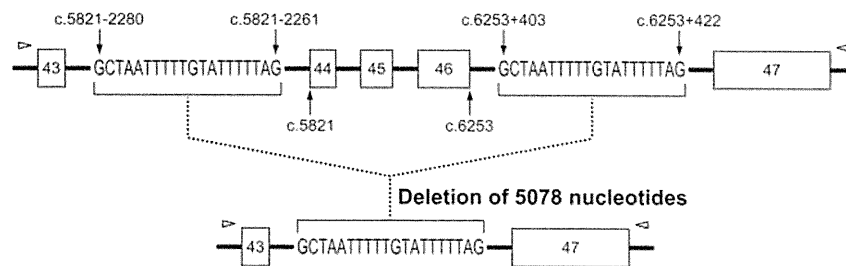 c.5821-2280 c.5821-2261 c.6253+403 c.6253+422
43 GCTAATTTTTGTATTTTTAG 44 45 46 GCTAATTTTTGTATTTTTAG 47
c.5821 c.6253
Deletion of 5078 nucleotides
43 GCTAATTTTTGTATTTTTAG 47